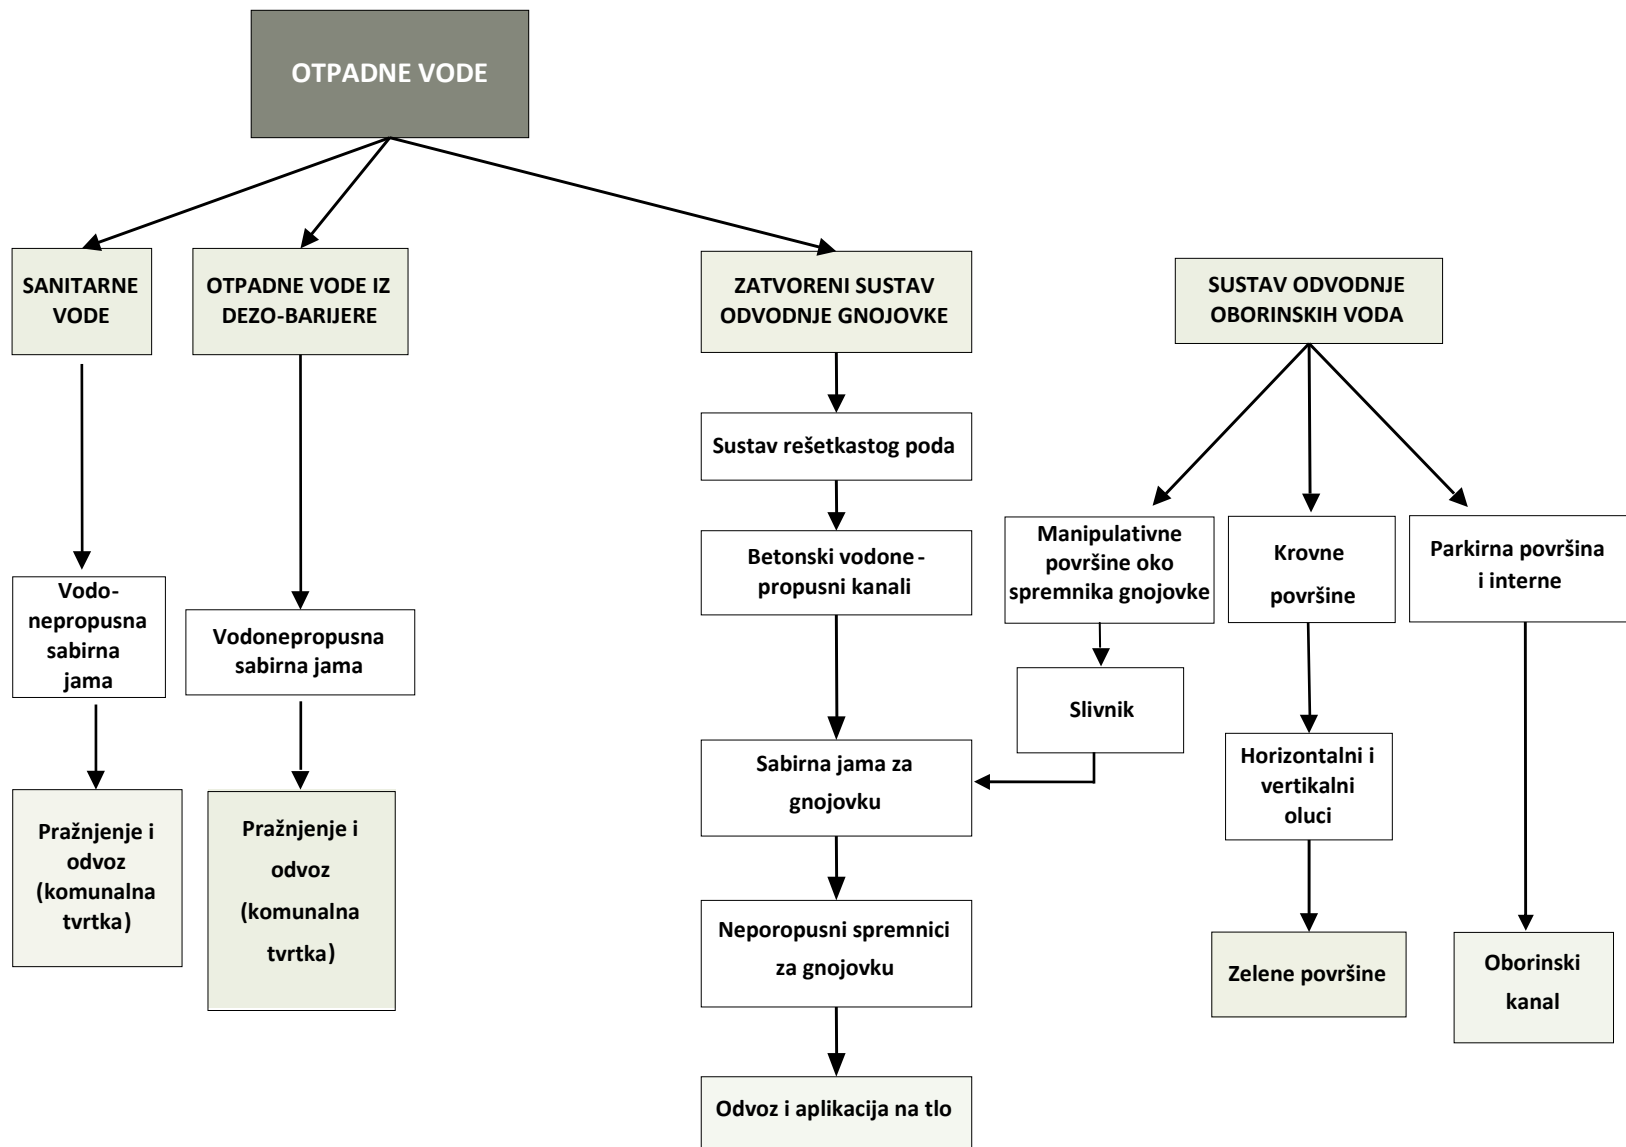 OTPADNE VODE
SANITARNE
VODE
OTPADNE VODE IZ
DEZO-BARIJERE
ZATVORENI SUSTAV
ODVODNJE GNOJOVKE
SUSTAV ODVODNJE
OBORINSKIH VODA
Sustav rešetkastog poda
Betonski vodone-
propusni kanali
Manipulativne
površine oko
spremnika gnojovke
Krovne
površine
Parkirna površina
i interne
Vodo-
nepropusna
sabirna
jama
Vodonepropusna
sabirna jama
Slivnik
Sabirna jama za
gnojovku
Horizontalni i
vertikalni
oluci
Pražnjenje i
odvoz
(komunalna
tvrtka)
Pražnjenje i
odvoz
(komunalna
tvrtka)
Neporopusni spremnici
za gnojovku
Zelene površine
Oborinski
kanal
Odvoz i aplikacija na tlo